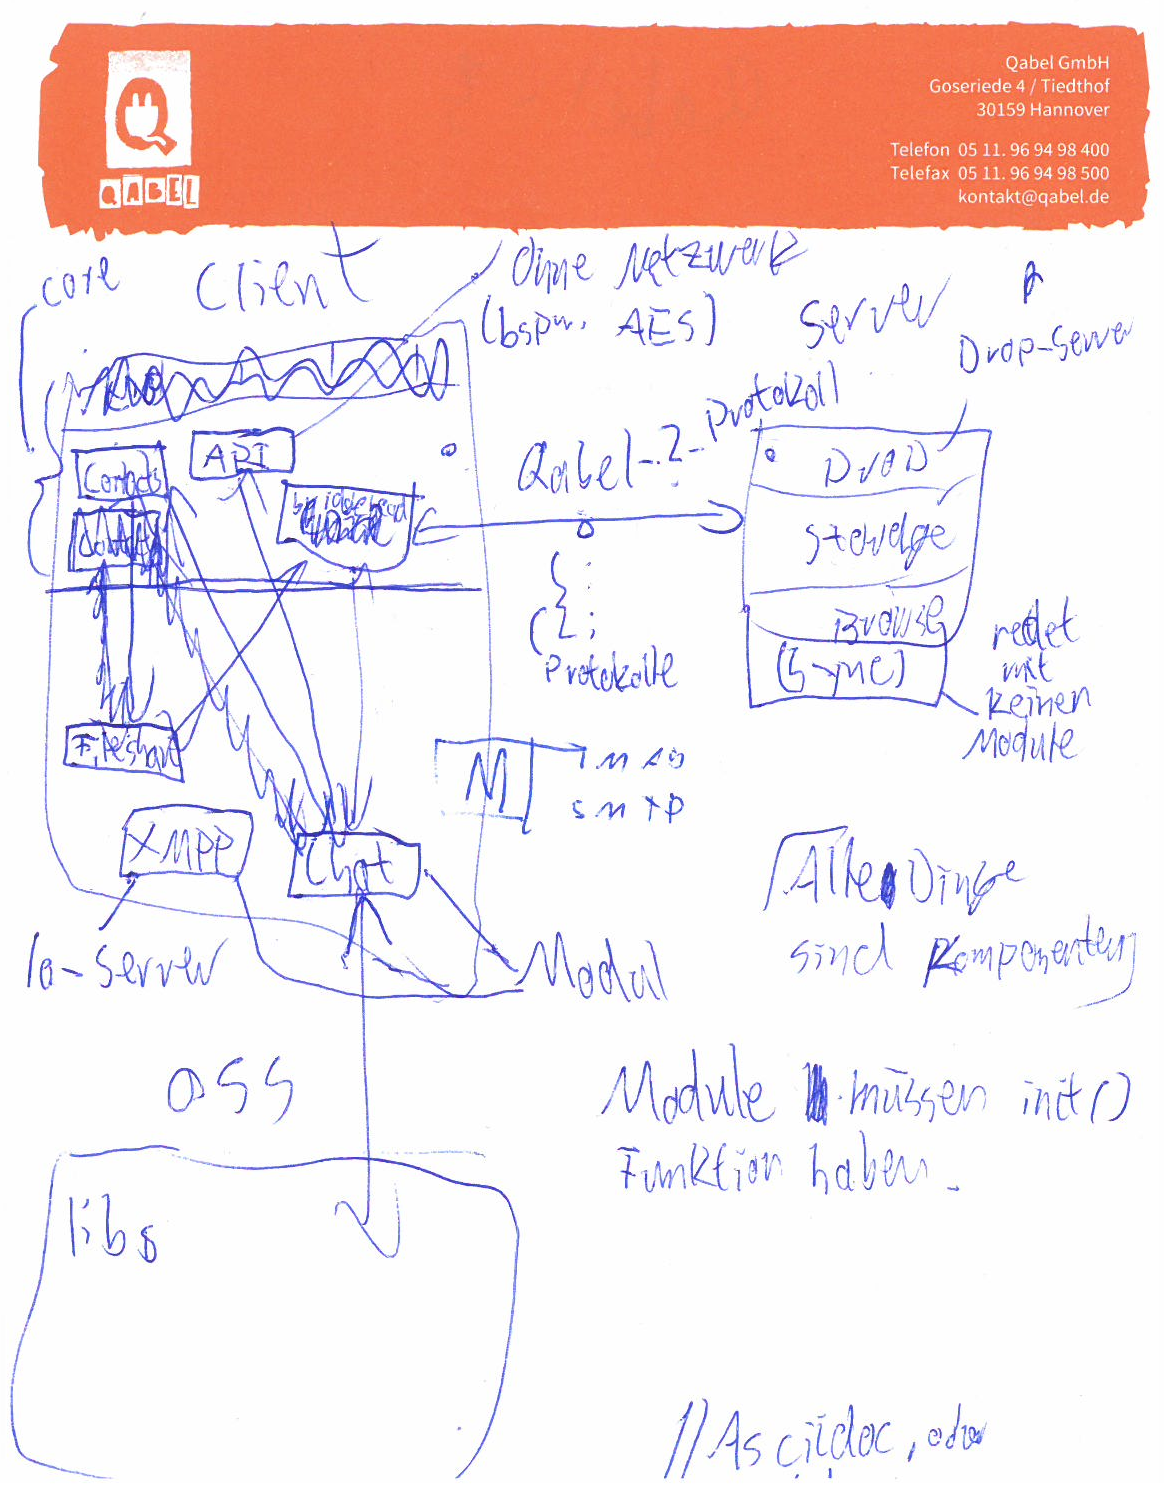 QABEL
Qabel GmbH
Goseriede 4 / Tiedthof
30159 Hannover
Telefon 05 11. 96 94 98 400
Telefax 05 11. 96 94 98 500
kontakt@qabel.de
core
Client
ohne Netzwerk
(bspw. AES)
Server
Drop-Server
Protokoll
API
Contacts
Qabel-?-
Drop
Storage
Browse
(Sync)
redet
mit
keinen
Module
Protokolle
Fileshare
M
IMAP
SMTP
XMPP
Chat
Alle Dinge
sind Komponenten
-Server
Modul
OSS
Module müssen init()
Funktion haben.
libs
//Asciidoc, oder